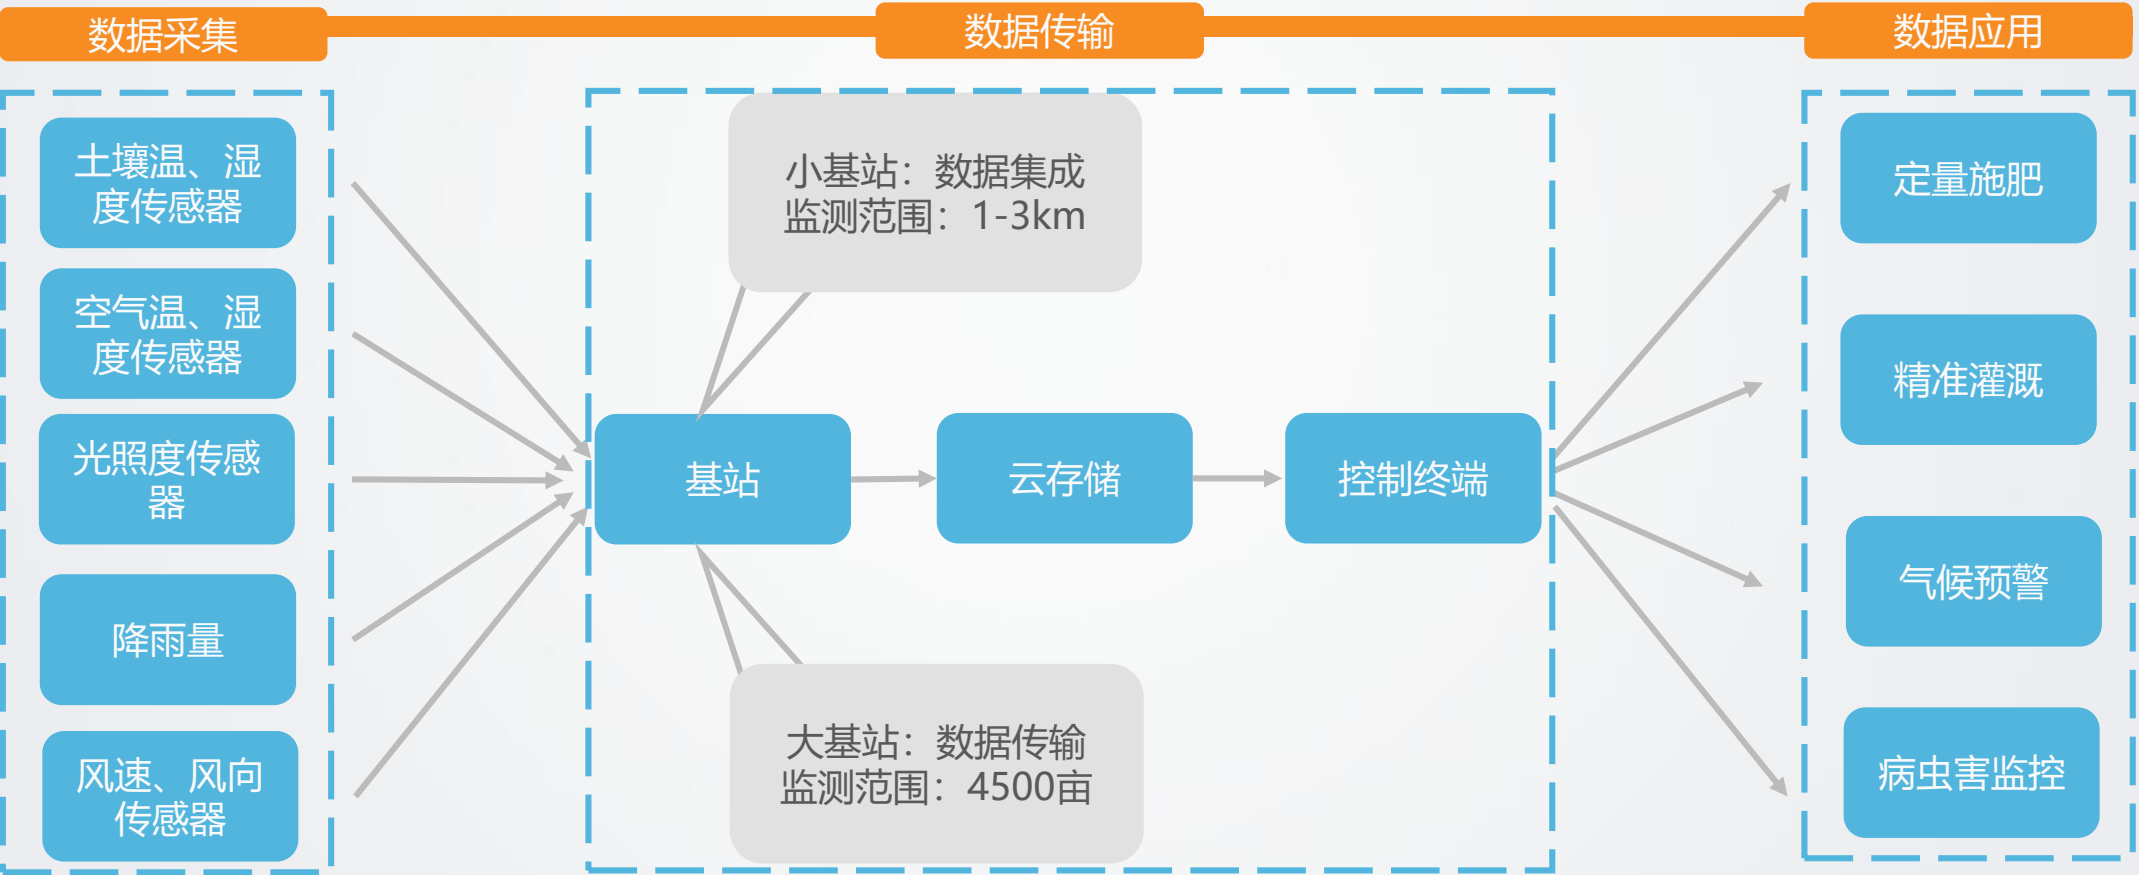 数据采集
数据传输
数据应用
土壤温、湿
度传感器
空气温、湿
度传感器
光照度传感
器
降雨量
风速、风向
传感器
小基站：数据集成
监测范围：1-3km
基站
云存储
控制终端
大基站：数据传输
监测范围：4500亩
定量施肥
精准灌溉
气候预警
病虫害监控